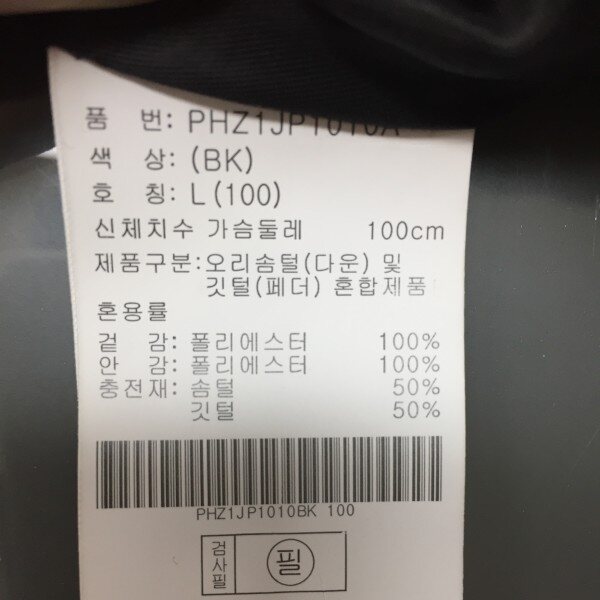 품 번: PHZ1JP1010A
색 상: (BK)
호 칭: L(100)
신체치수 가슴둘레 100cm
제품구분: 오리솜털(다운) 및
깃털(페더) 혼합제품
혼용률
겉 감: 폴리에스터 100%
안 감: 폴리에스터 100%
충전재: 솜털 50%
깃털 50%
PHZ1JP1010BK 100
검사필 필